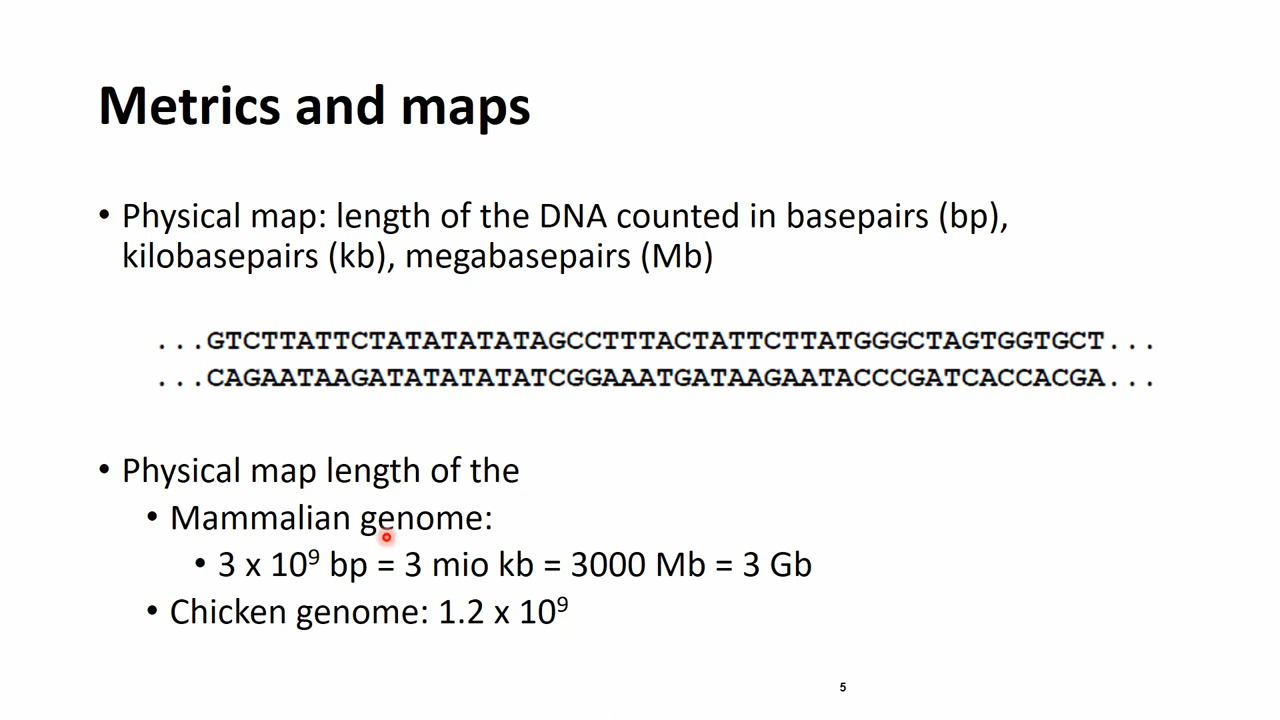 Metrics and maps
• Physical map: length of the DNA counted in basepairs (bp),
kilobasepairs (kb), megabasepairs (Mb)
...GTCTTATTCTATATATATAGCCTTTACTATTCTTATGGGCTAGTGGTGCT...
...CAGAATAAGATATATATATCGGAAATGATAAGAATACCCGATCACCACGA...
• Physical map length of the
• Mammalian genome:
• 3 x 10⁹ bp = 3 mio kb = 3000 Mb = 3 Gb
• Chicken genome: 1.2 x 10⁹
5